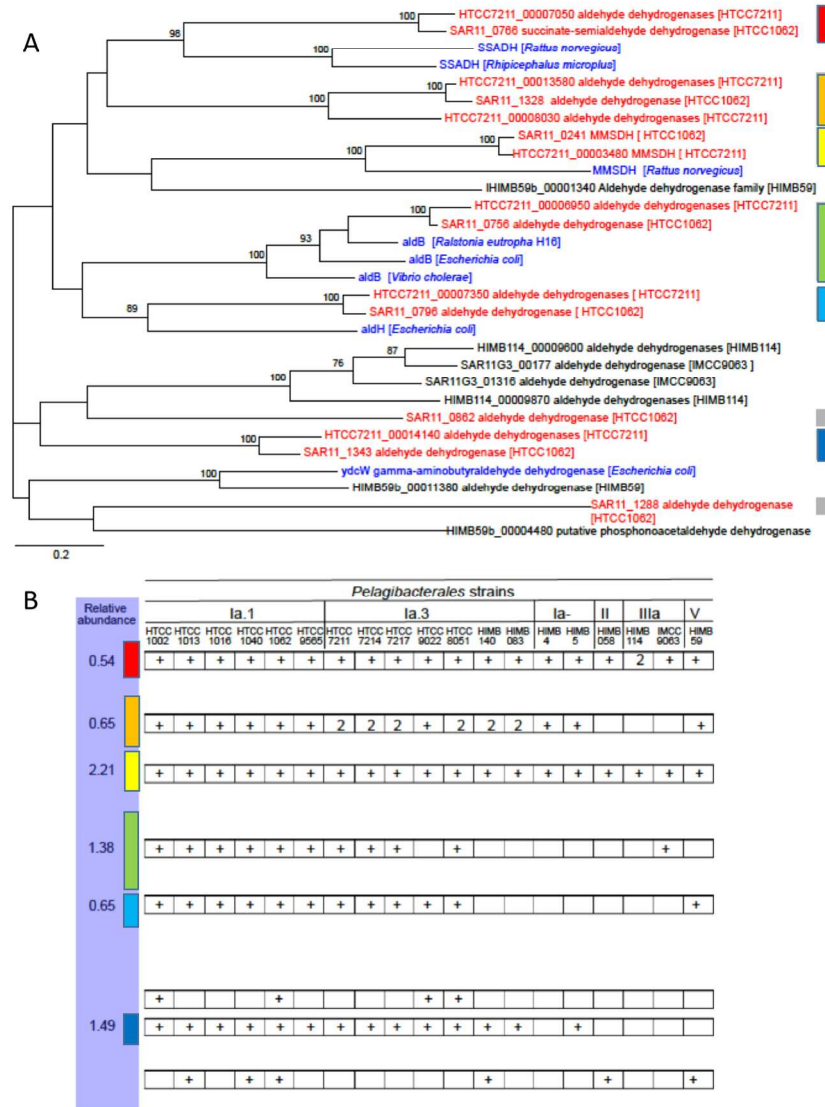 A
HTCC7211_00007050 aldehyde dehydrogenases [HTCC7211]
100
SAR11_0766 succinate-semialdehyde dehydrogenase [HTCC1062]
98
SSADH [Rattus norvegicus]
SSADH [Rhipicephalus microplus]
100
HTCC7211_00013580 aldehyde dehydrogenases [HTCC7211]
100
SAR11_1328 aldehyde dehydrogenase [HTCC1062]
100
HTCC7211_00008030 aldehyde dehydrogenases [HTCC7211]
SAR11_0241 MMSDH [ HTCC1062]
100
HTCC7211_00003480 MMSDH [ HTCC7211]
100
MMSDH [Rattus norvegicus]
IHIMB59b_00001340 Aldehyde dehydrogenase family [HIMB59]
HTCC7211_00006950 aldehyde dehydrogenases [HTCC7211]
100
SAR11_0756 aldehyde dehydrogenase [HTCC1062]
93
aldB [Ralstonia eutropha H16]
100
aldB [Escherichia coli]
aldB [Vibrio cholerae]
HTCC7211_00007350 aldehyde dehydrogenases [ HTCC7211]
100
SAR11_0796 aldehyde dehydrogenase [ HTCC1062]
89
aldH [Escherichia coli]
HIMB114_00009600 aldehyde dehydrogenases [HIMB114]
87
SAR11G3_00177 aldehyde dehydrogenase [IMCC9063 ]
76
SAR11G3_01316 aldehyde dehydrogenase [IMCC9063]
100
HIMB114_00009870 aldehyde dehydrogenases [HIMB114]
SAR11_0862 aldehyde dehydrogenase [HTCC1062]
HTCC7211_00014140 aldehyde dehydrogenases [HTCC7211]
100
SAR11_1343 aldehyde dehydrogenase [HTCC1062]
ydcW gamma-aminobutyraldehyde dehydrogenase [Escherichia coli]
100
HIMB59b_00011380 aldehyde dehydrogenase [HIMB59]
SAR11_1288 aldehyde dehydrogenase
[HTCC1062]
HIMB59b_00004480 putative phosphonoacetaldehyde dehydrogenase
0.2
B
Pelagibacterales strains
Relative
abundance
Ia.1 Ia.3 Ia- II IIIa V
HTCC HTCC HTCC HTCC HTCC HTCC HTCC HTCC HTCC HTCC HTCC HIMB HIMB HIMB HIMB HIMB HIMB IMCC HIMB
1002 1013 1016 1040 1062 9565 7211 7214 7217 9022 8051 140 083 4 5 058 114 9063 59
0.54 + + + + + + + + + + + + + + + + 2 + +
0.65 + + + + + + 2 2 2 + 2 2 2 + + +
2.21 + + + + + + + + + + + + + + + + + + +
1.38 + + + + + + + + + + +
0.65 + + + + + + + + + + + +
+ + + +
1.49 + + + + + + + + + + + + + +
+ + + + + +